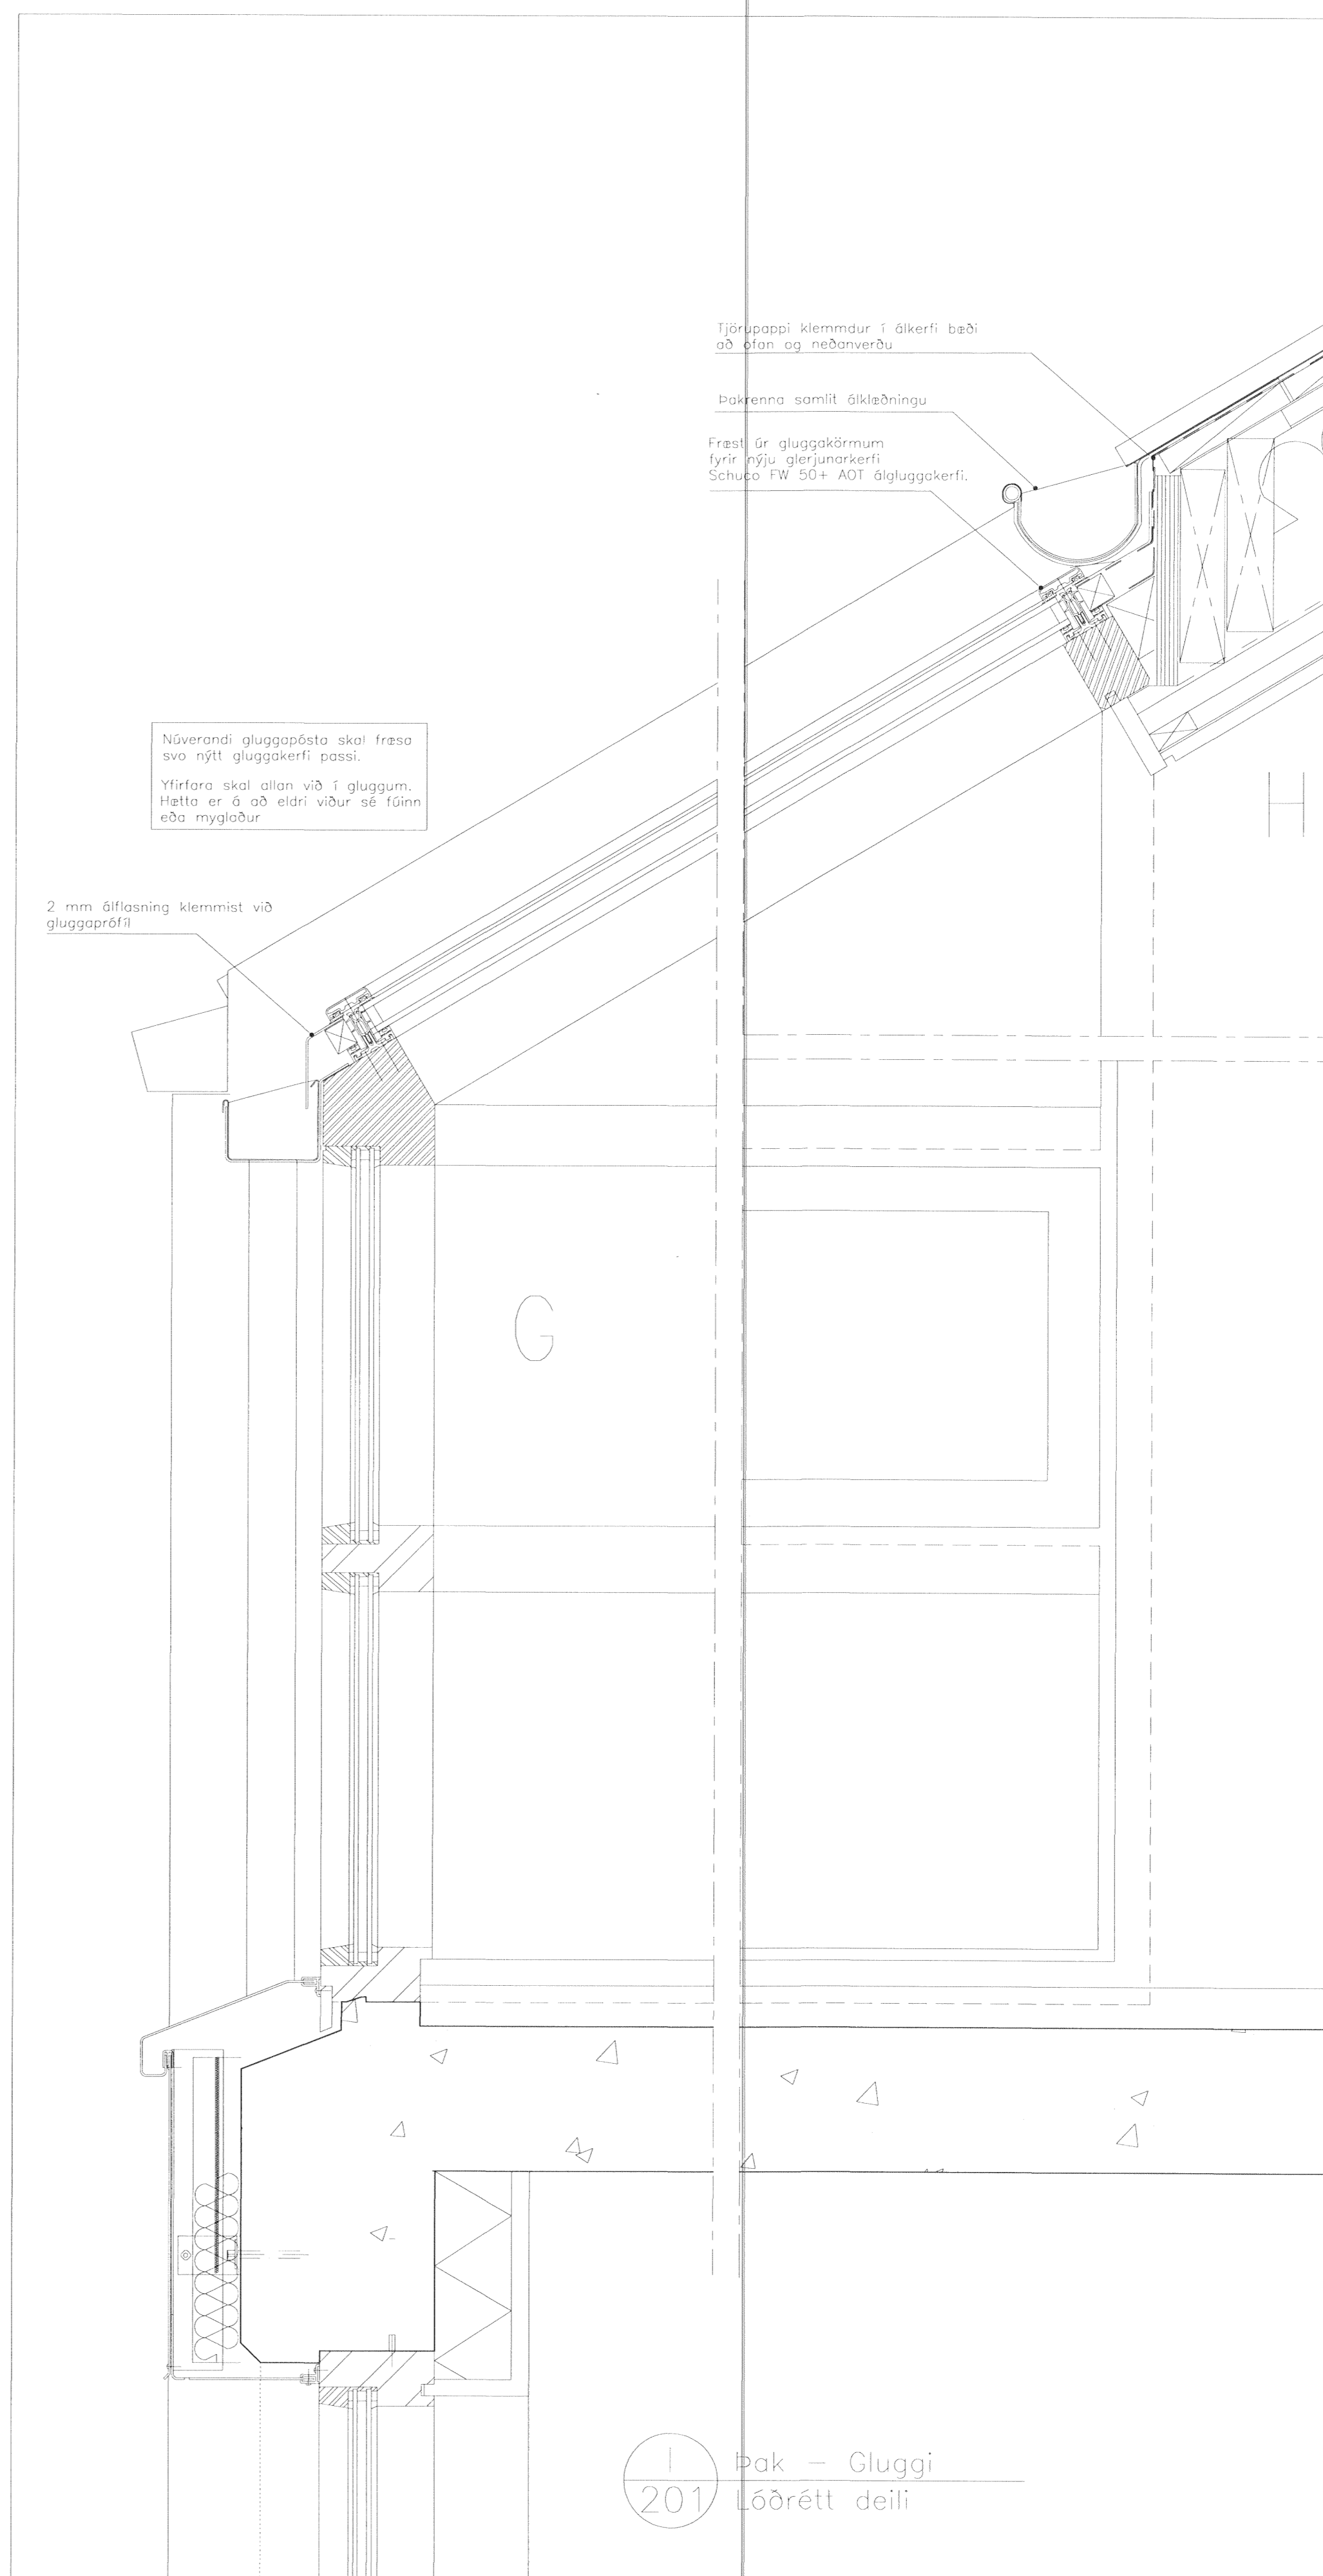 Tjörupappi klemmdur í álkerfi bæði
að ofan og neðanverðu
Þakrenna samlit álklæðningu
Fræst úr gluggakörmum
fyrir nýju glerjunarkerfi
Schuco FW 50+ AOT álgluggakerfi.
Núverandi gluggapósta skal fræsa
svo nýtt gluggakerfi passi.
Yfirfara skal allan við í gluggum.
Hætta er á að eldri viður sé fúinn
eða myglaður
2 mm álflasning klemmist við
gluggaprófíl
H
G
1
201
Þak - Gluggi
Lóðrétt deili